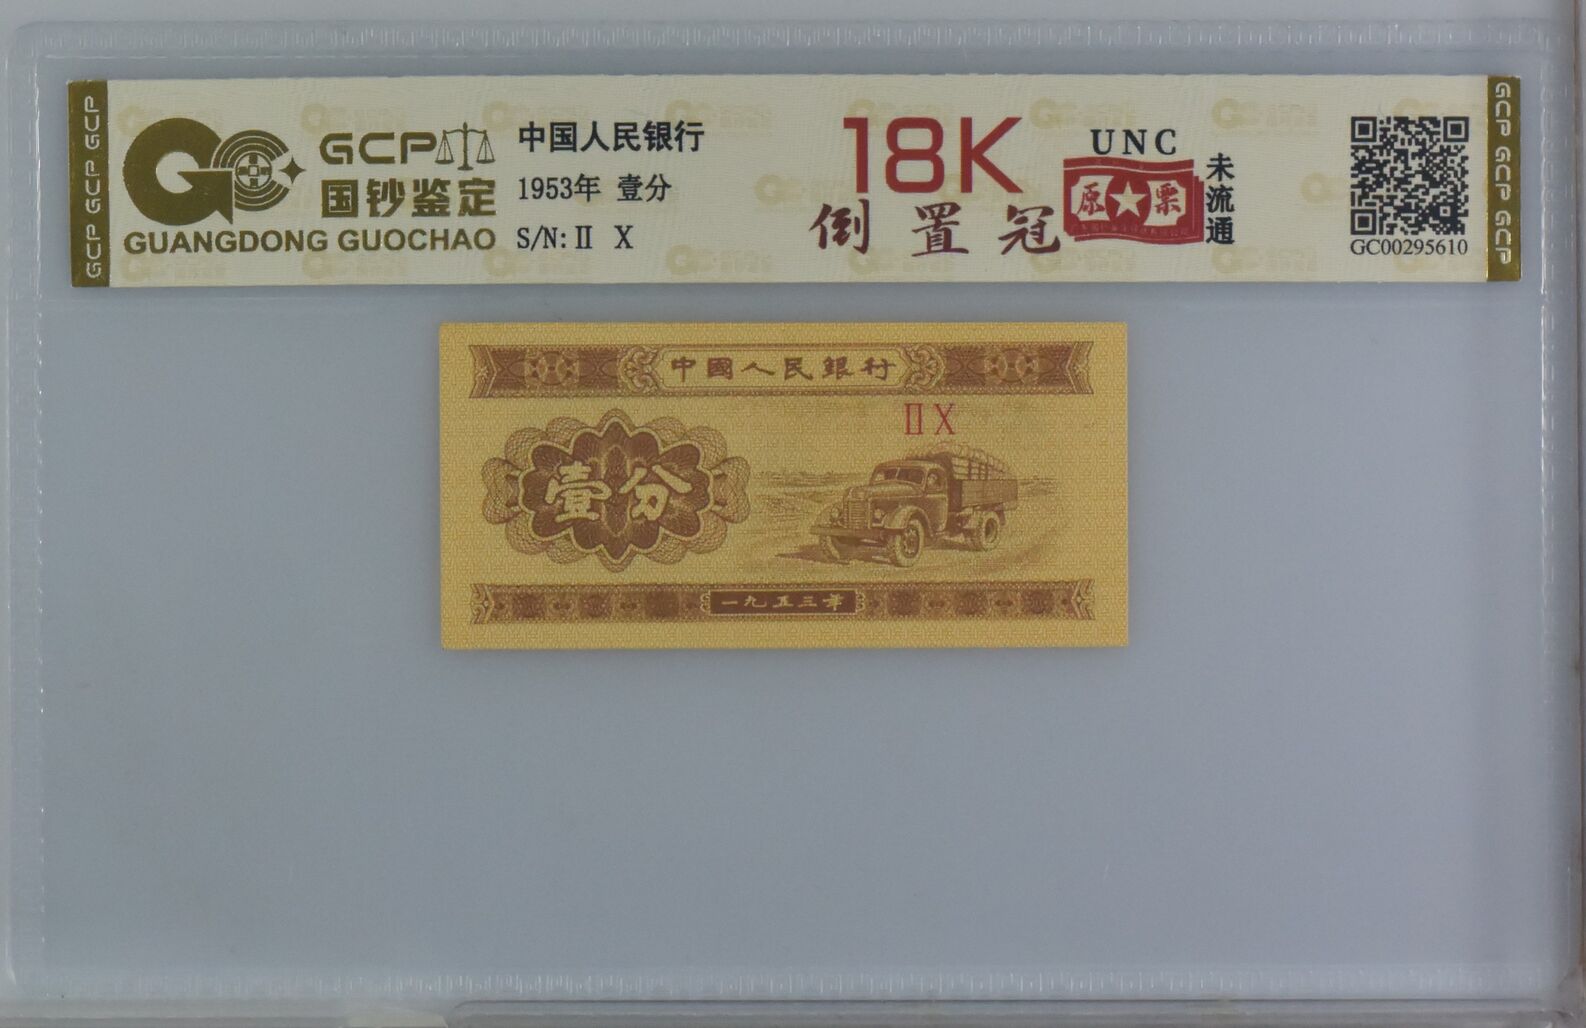 GCP GCP GCP
GCP
国钞鉴定
GUANGDONG GUOCHAO
中国人民银行
1953年 壹分
S/N: II X
18K
倒置冠
UNC
原票
未流通
GC00295610
GCP GCP GCP
中國人民銀行
II X
壹分
一九五三年